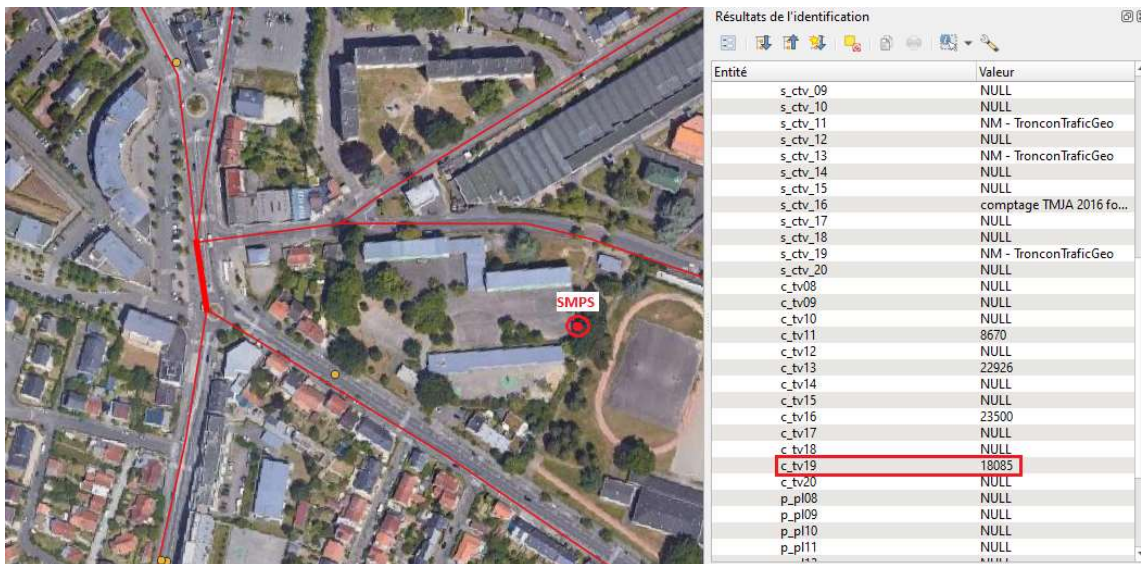 Résultats de l'identification
Entité Valeur
s_ctv_09 NULL
s_ctv_10 NULL
s_ctv_11 NM - TronconTraficGeo
s_ctv_12 NULL
s_ctv_13 NM - TronconTraficGeo
s_ctv_14 NULL
s_ctv_15 NULL
s_ctv_16 comptage TMJA 2016 fo...
s_ctv_17 NULL
s_ctv_18 NULL
s_ctv_19 NM - TronconTraficGeo
s_ctv_20 NULL
c_tv08 NULL
c_tv09 NULL
c_tv10 NULL
c_tv11 8670
c_tv12 NULL
c_tv13 22926
c_tv14 NULL
c_tv15 NULL
c_tv16 23500
c_tv17 NULL
c_tv18 NULL
c_tv19 18085
c_tv20 NULL
p_pl08 NULL
p_pl09 NULL
p_pl10 NULL
p_pl11 NULL
SMPS